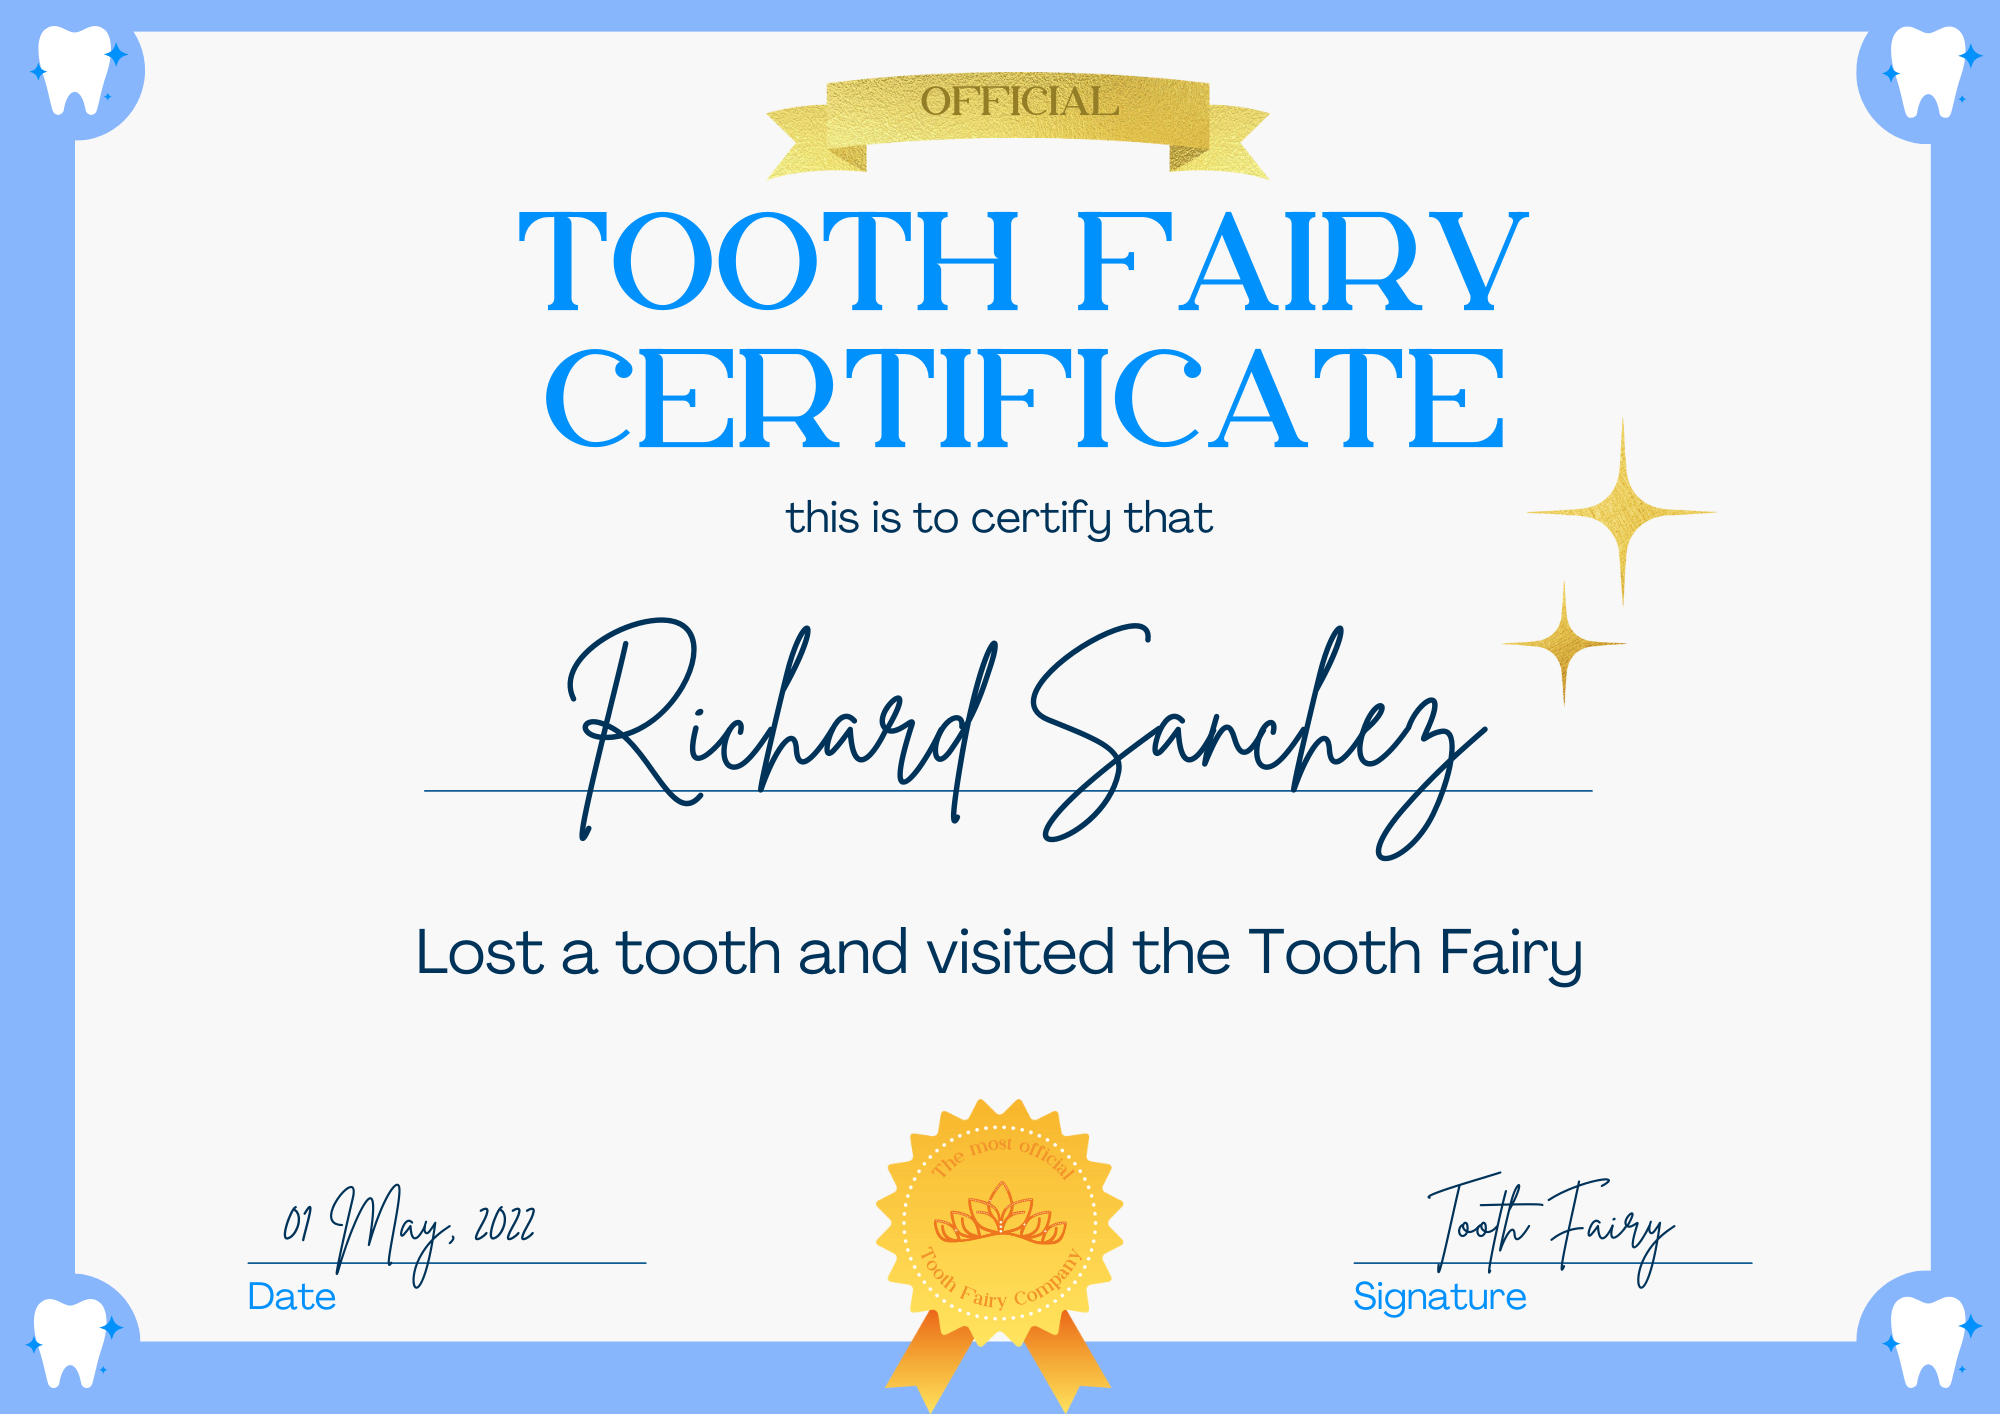 OFFICIAL
TOOTH FAIRY
CERTIFICATE
this is to certify that
Richard Sanchez
Lost a tooth and visited the Tooth Fairy
01 May, 2022
Date
The most official
Tooth Fairy Company
Tooth Fairy
Signature